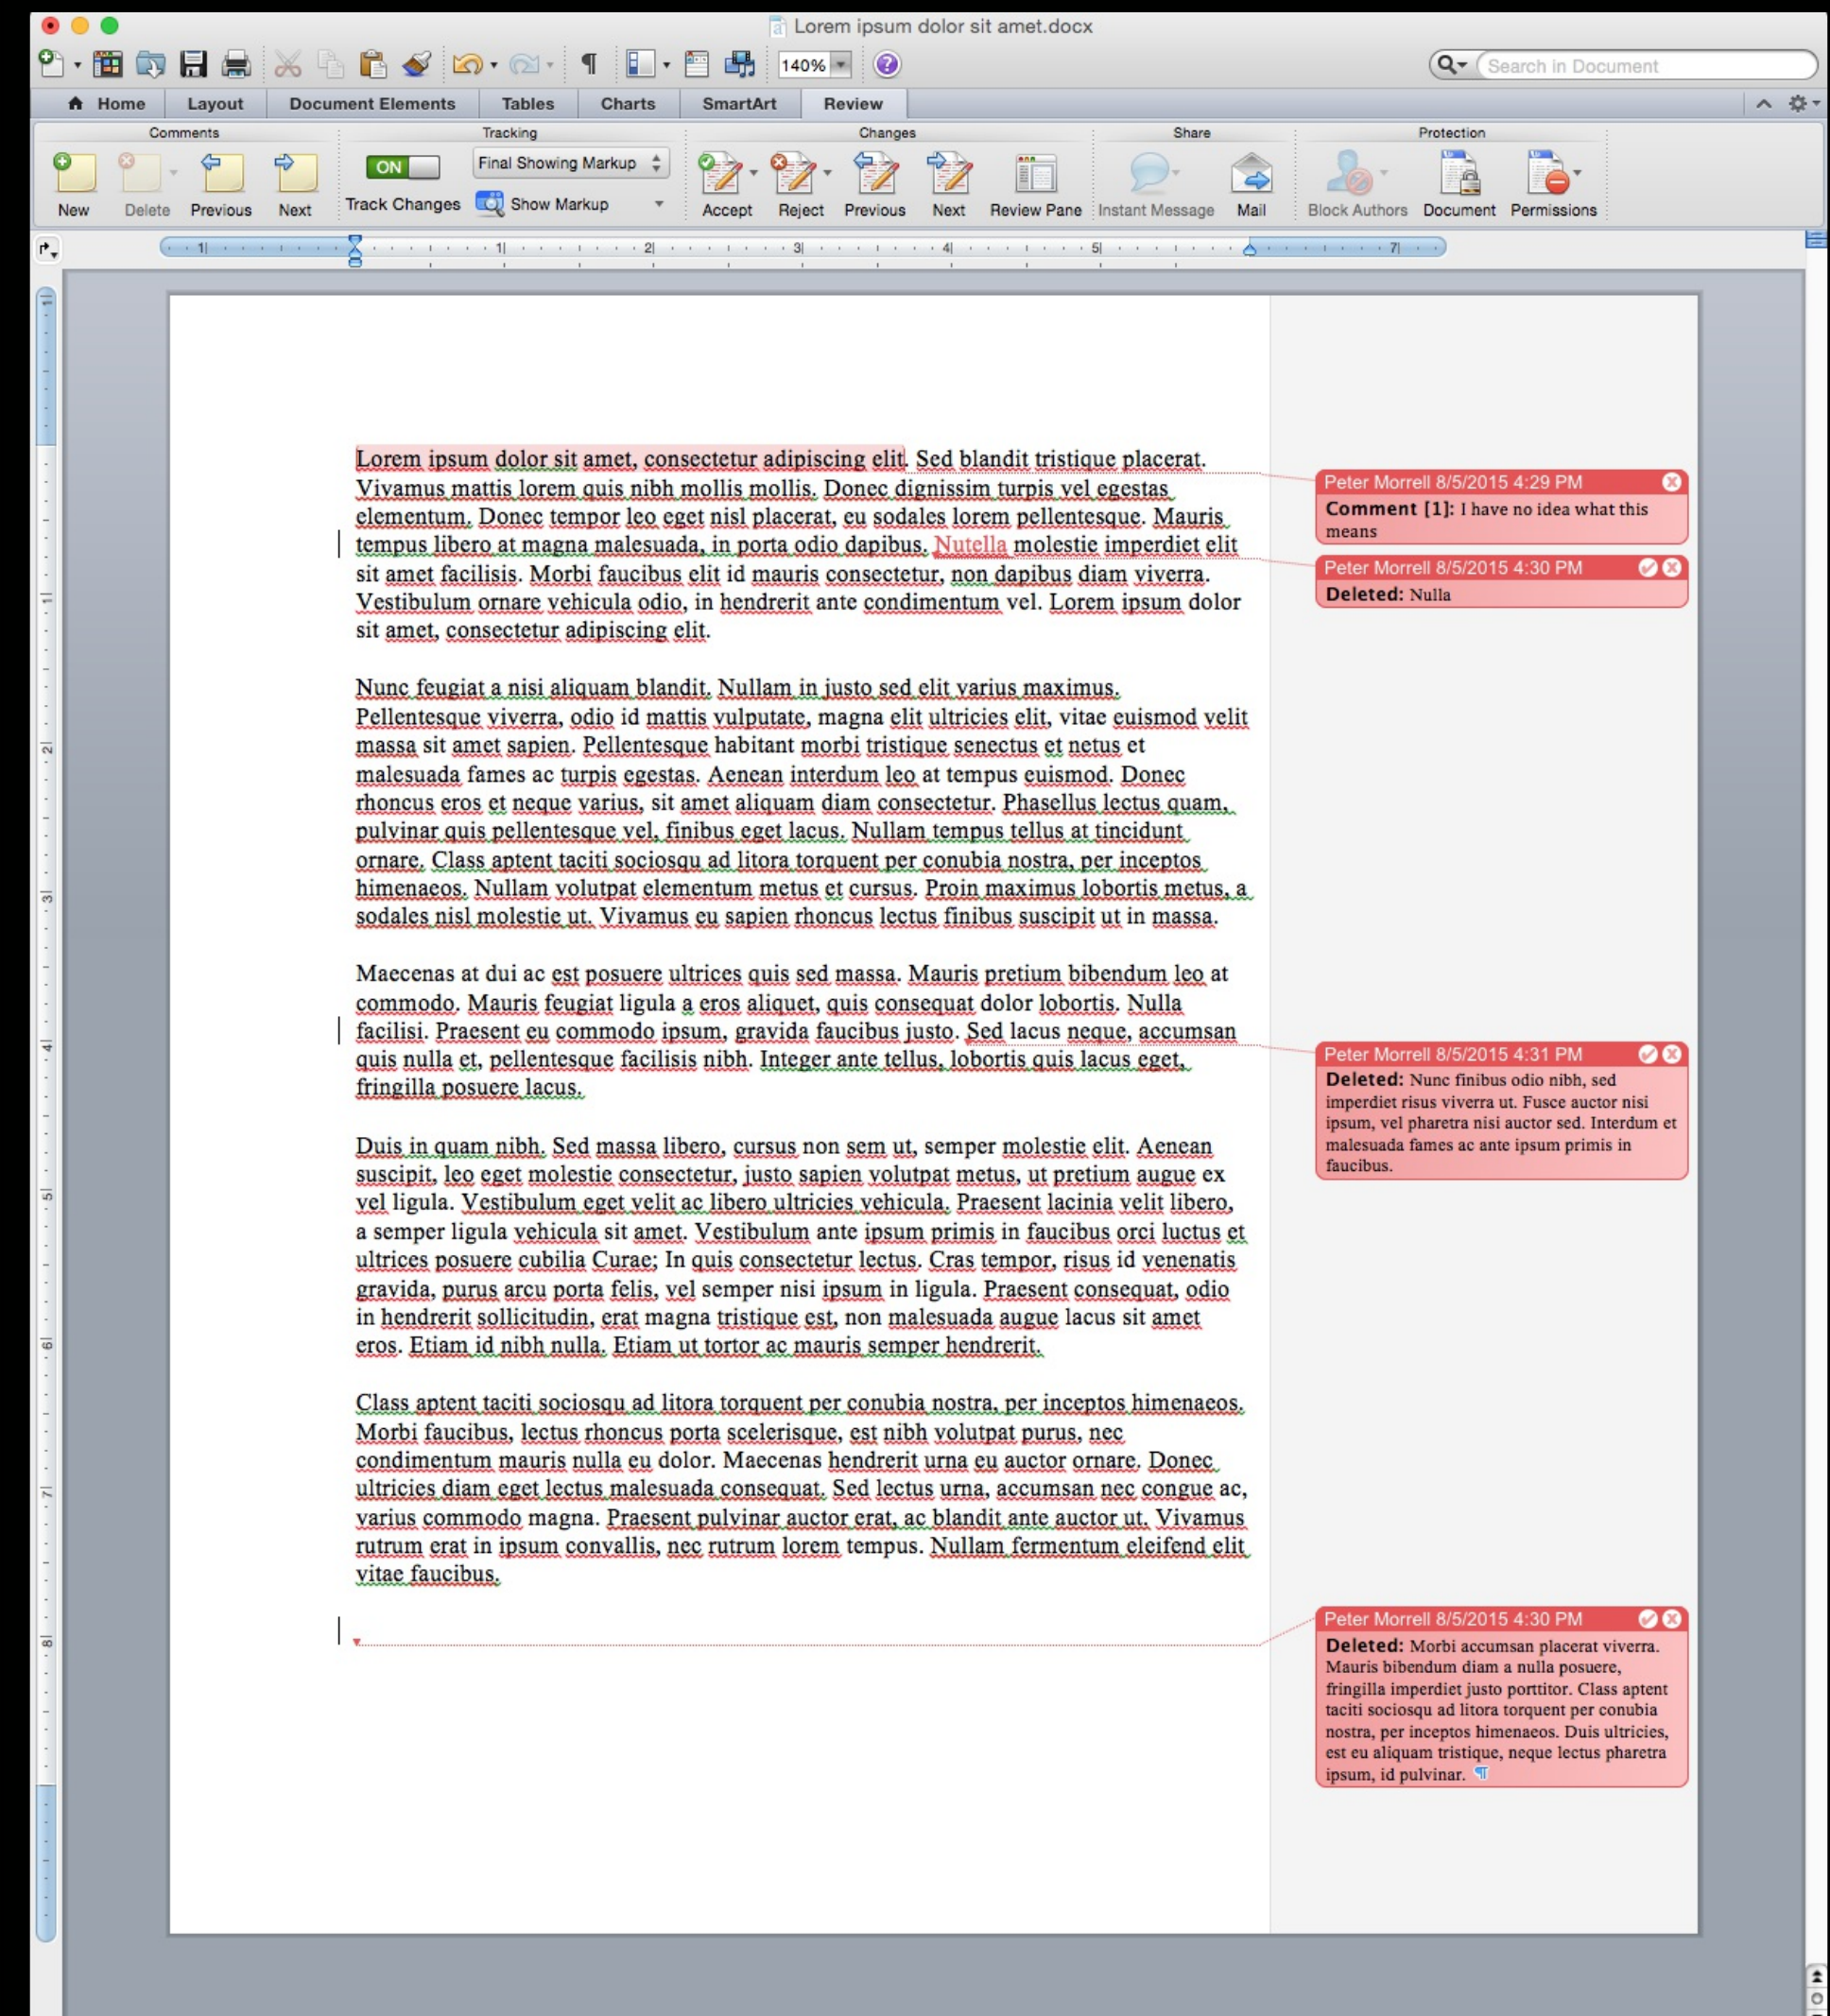 Lorem ipsum dolor sit amet.docx
140%
Search in Document
Home Layout Document Elements Tables Charts SmartArt Review
Comments Tracking Changes Share Protection
ON Final Showing Markup
Track Changes Show Markup
New Delete Previous Next Accept Reject Previous Next Review Pane Instant Message Mail Block Authors Document Permissions
1 1 2 3 4 5 7
Lorem ipsum dolor sit amet, consectetur adipiscing elit. Sed blandit tristique placerat.
Vivamus mattis lorem quis nibh mollis mollis. Donec dignissim turpis vel egestas
elementum. Donec tempor leo eget nisl placerat, eu sodales lorem pellentesque. Mauris
tempus libero at magna malesuada, in porta odio dapibus. Nutella molestie imperdiet elit
sit amet facilisis. Morbi faucibus elit id mauris consectetur, non dapibus diam viverra.
Vestibulum ornare vehicula odio, in hendrerit ante condimentum vel. Lorem ipsum dolor
sit amet, consectetur adipiscing elit.
Nunc feugiat a nisi aliquam blandit. Nullam in justo sed elit varius maximus.
Pellentesque viverra, odio id mattis vulputate, magna elit ultricies elit, vitae euismod velit
massa sit amet sapien. Pellentesque habitant morbi tristique senectus et netus et
malesuada fames ac turpis egestas. Aenean interdum leo at tempus euismod. Donec
rhoncus eros et neque varius, sit amet aliquam diam consectetur. Phasellus lectus quam,
pulvinar quis pellentesque vel, finibus eget lacus. Nullam tempus tellus at tincidunt
ornare. Class aptent taciti sociosqu ad litora torquent per conubia nostra, per inceptos
himenaeos. Nullam volutpat elementum metus et cursus. Proin maximus lobortis metus, a
sodales nisl molestie ut. Vivamus eu sapien rhoncus lectus finibus suscipit ut in massa.
Maecenas at dui ac est posuere ultrices quis sed massa. Mauris pretium bibendum leo at
commodo. Mauris feugiat ligula a eros aliquet, quis consequat dolor lobortis. Nulla
facilisi. Praesent eu commodo ipsum, gravida faucibus justo. Sed lacus neque, accumsan
quis nulla et, pellentesque facilisis nibh. Integer ante tellus, lobortis quis lacus eget,
fringilla posuere lacus.
Duis in quam nibh. Sed massa libero, cursus non sem ut, semper molestie elit. Aenean
suscipit, leo eget molestie consectetur, justo sapien volutpat metus, ut pretium augue ex
vel ligula. Vestibulum eget velit ac libero ultricies vehicula. Praesent lacinia velit libero,
a semper ligula vehicula sit amet. Vestibulum ante ipsum primis in faucibus orci luctus et
ultrices posuere cubilia Curae; In quis consectetur lectus. Cras tempor, risus id venenatis
gravida, purus arcu porta felis, vel semper nisi ipsum in ligula. Praesent consequat, odio
in hendrerit sollicitudin, erat magna tristique est, non malesuada augue lacus sit amet
eros. Etiam id nibh nulla. Etiam ut tortor ac mauris semper hendrerit.
Class aptent taciti sociosqu ad litora torquent per conubia nostra, per inceptos himenaeos.
Morbi faucibus, lectus rhoncus porta scelerisque, est nibh volutpat purus, nec
condimentum mauris nulla eu dolor. Maecenas hendrerit urna eu auctor ornare. Donec
ultricies diam eget lectus malesuada consequat. Sed lectus urna, accumsan nec congue ac,
varius commodo magna. Praesent pulvinar auctor erat, ac blandit ante auctor ut. Vivamus
rutrum erat in ipsum convallis, nec rutrum lorem tempus. Nullam fermentum eleifend elit
vitae faucibus.
Peter Morrell 8/5/2015 4:29 PM
Comment [1]: I have no idea what this
means
Peter Morrell 8/5/2015 4:30 PM
Deleted: Nulla
Peter Morrell 8/5/2015 4:31 PM
Deleted: Nunc finibus odio nibh, sed
imperdiet risus viverra ut. Fusce auctor nisi
ipsum, vel pharetra nisi auctor sed. Interdum et
malesuada fames ac ante ipsum primis in
faucibus.
Peter Morrell 8/5/2015 4:30 PM
Deleted: Morbi accumsan placerat viverra.
Mauris bibendum diam a nulla posuere,
fringilla imperdiet justo porttitor. Class aptent
taciti sociosqu ad litora torquent per conubia
nostra, per inceptos himenaeos. Duis ultricies,
est eu aliquam tristique, neque lectus pharetra
ipsum, id pulvinar. ¶
1
1
2
3
4
5
6
7
8